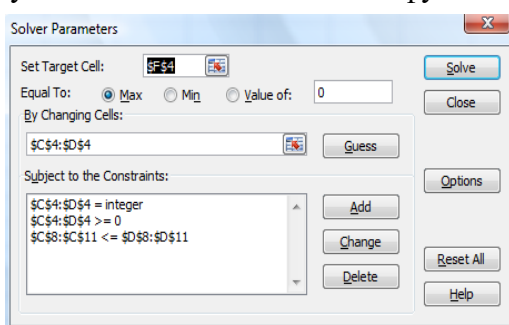 Solver Parameters
Set Target Cell: $F$4 Solve
Equal To: Max Min Value of: 0 Close
By Changing Cells:
$C$4:$D$4 Guess
Subject to the Constraints: Options
$C$4:$D$4 = integer Add
$C$4:$D$4 >= 0
$C$8:$C$11 <= $D$8:$D$11 Change
Reset All
Delete
Help